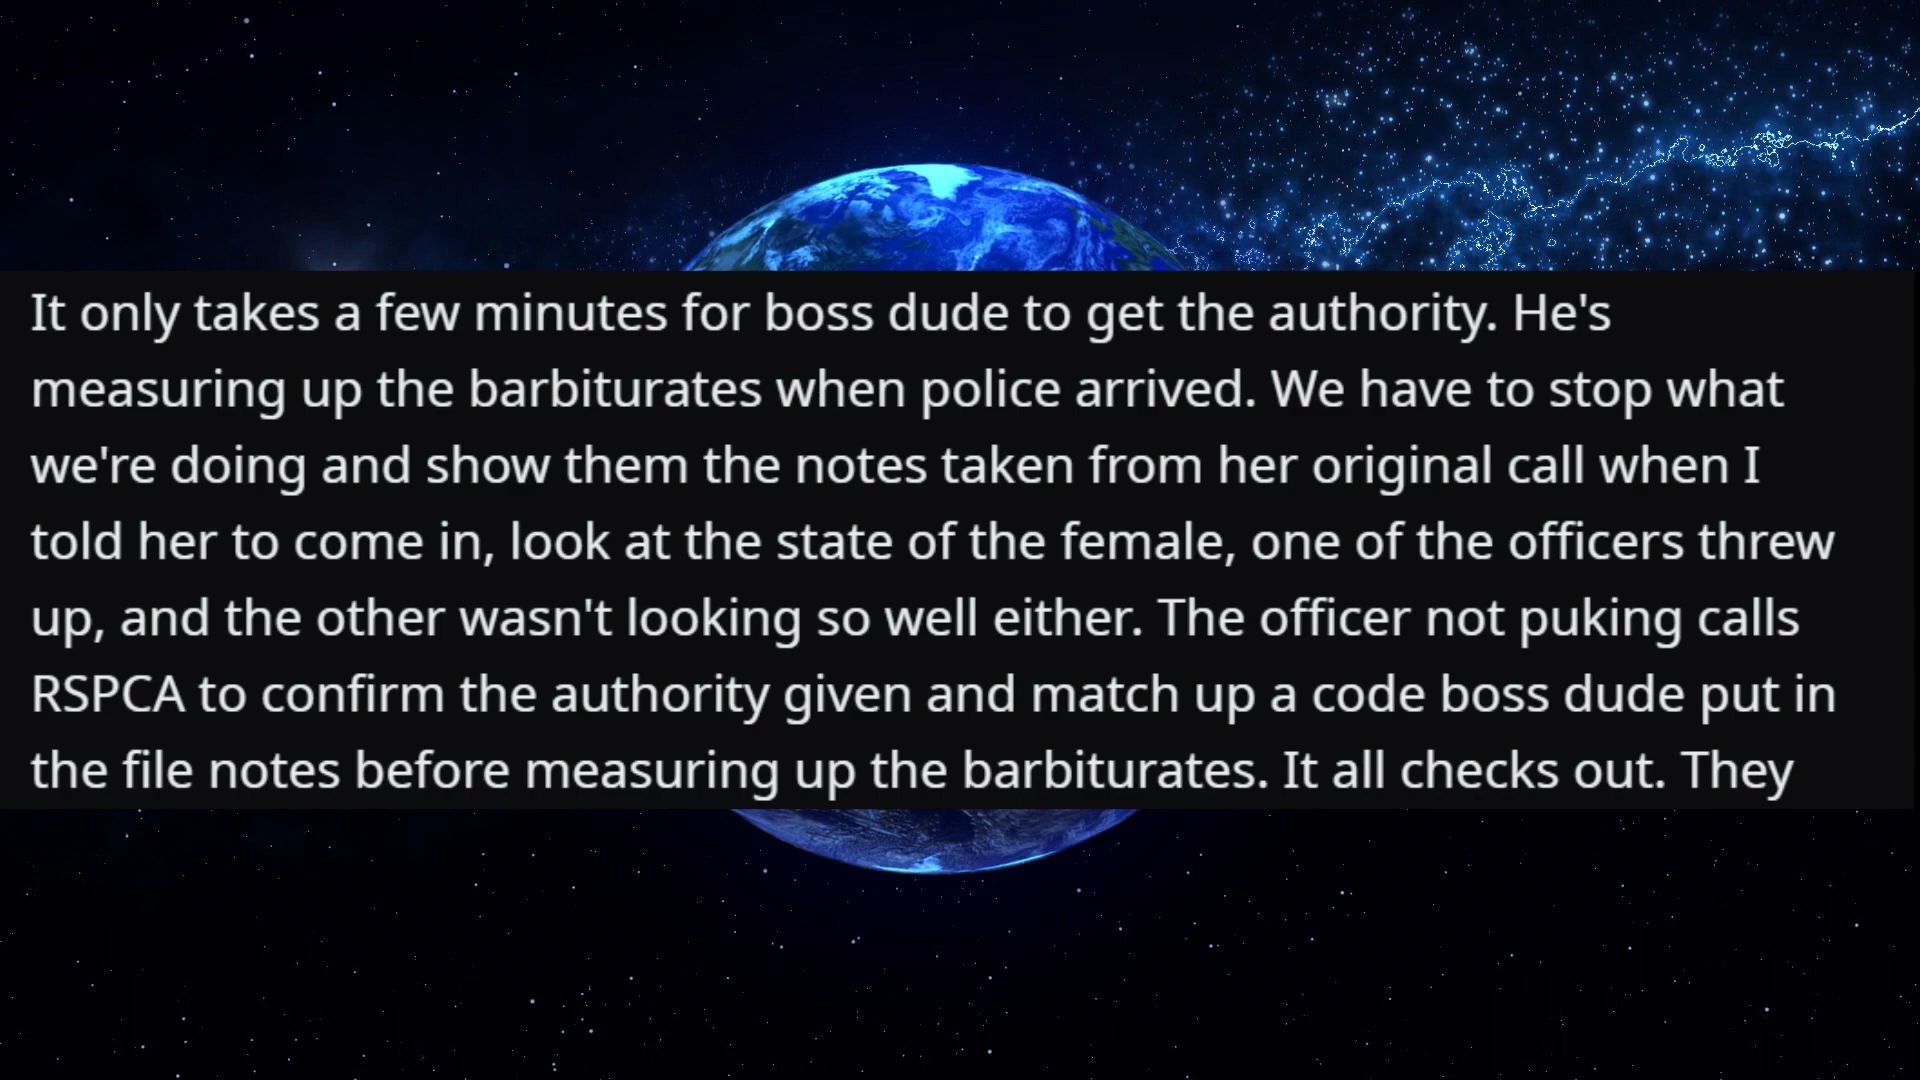 It only takes a few minutes for boss dude to get the authority. He's
measuring up the barbiturates when police arrived. We have to stop what
we're doing and show them the notes taken from her original call when I
told her to come in, look at the state of the female, one of the officers threw
up, and the other wasn't looking so well either. The officer not puking calls
RSPCA to confirm the authority given and match up a code boss dude put in
the file notes before measuring up the barbiturates. It all checks out. They